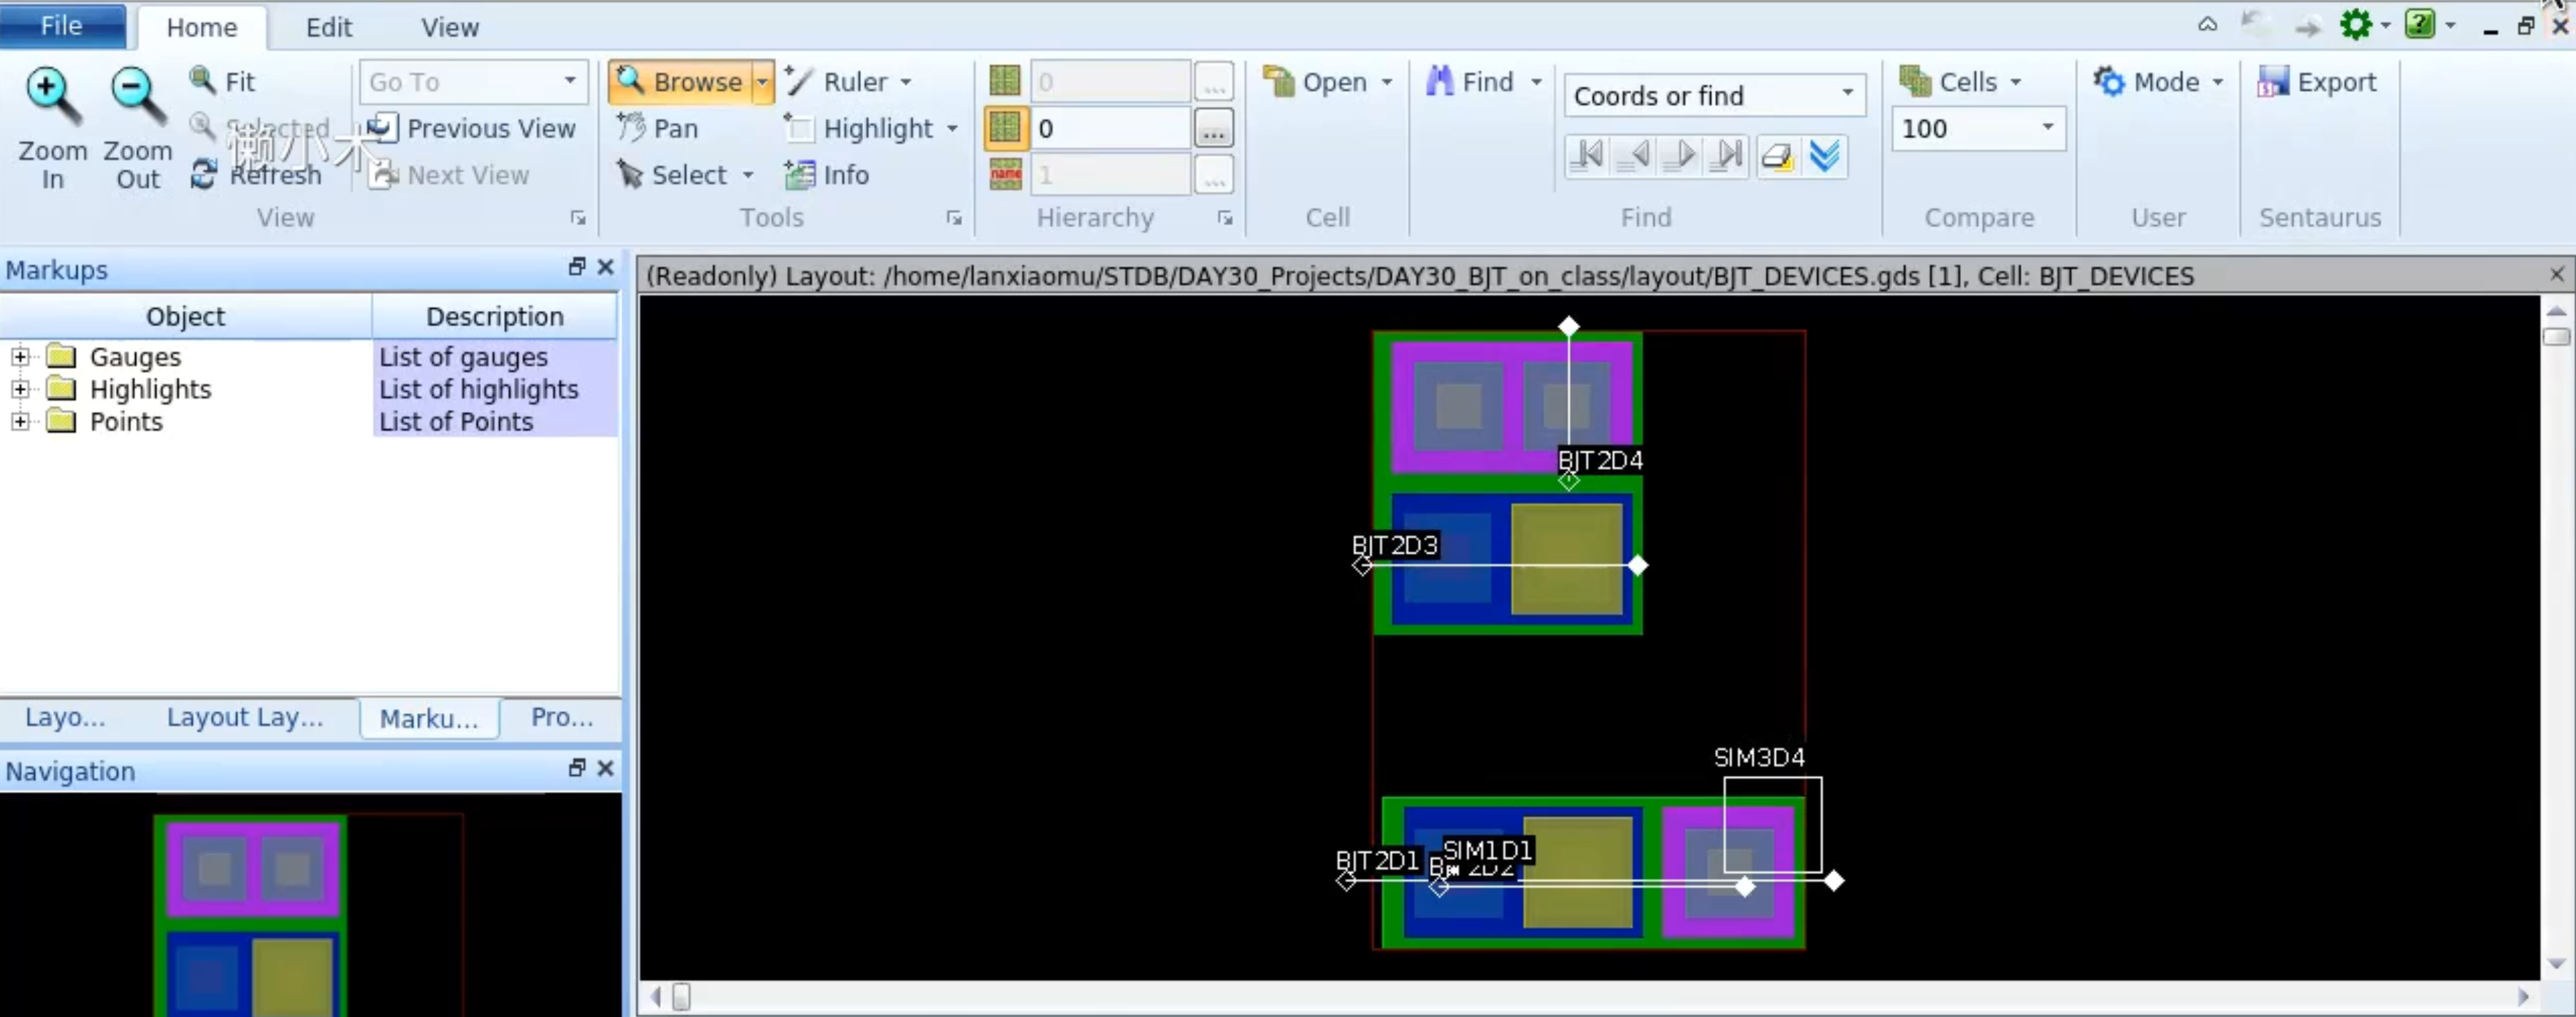 File Home Edit View
Fit Go To Browse Ruler 0 ... Open Find Coords or find Cells Mode Export
Selected Previous View Pan Highlight 0 ... 100
懒小木
Zoom In Zoom Out Refresh Next View Select Info name 1 ...
View Tools Hierarchy Cell Find Compare User Sentaurus
Markups
(Readonly) Layout: /home/lanxiaomu/STDB/DAY30_Projects/DAY30_BJT_on_class/layout/BJT_DEVICES.gds [1], Cell: BJT_DEVICES
Object Description
Gauges List of gauges
Highlights List of highlights
Points List of Points
BJT2D4
BJT2D3
Layo... Layout Lay... Marku... Pro...
SIM3D4
Navigation
SIM1D1
BJT2D1